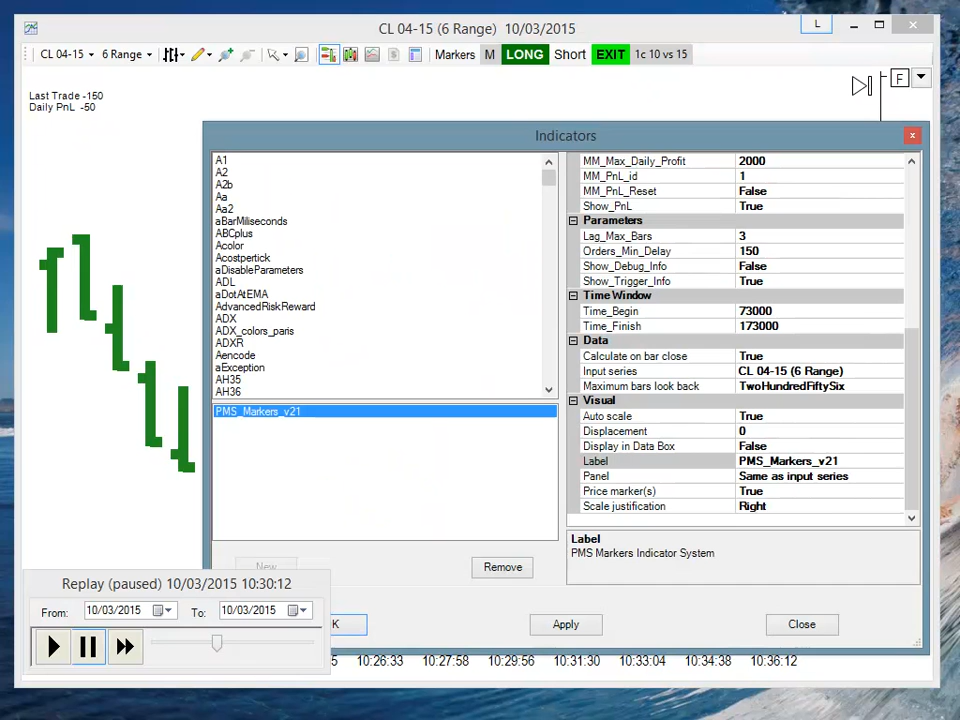 CL 04-15 (6 Range) 10/03/2015
L
CL 04-15 6 Range Markers M LONG Short EXIT 1c 10 vs 15
F
Last Trade -150
Daily PnL -50
Indicators
A1
A2
A2b
Aa
Aa2
aBarMiliseconds
ABCplus
Acolor
Acostpertick
aDisableParameters
ADL
aDotAtEMA
AdvancedRiskReward
ADX
ADX_colors_paris
ADXR
Aencode
aException
AH35
AH36
PMS_Markers_v21
New
Remove
MM_Max_Daily_Profit 2000
MM_PnL_id 1
MM_PnL_Reset False
Show_PnL True
Parameters
Lag_Max_Bars 3
Orders_Min_Delay 150
Show_Debug_Info False
Show_Trigger_Info True
Time Window
Time_Begin 73000
Time_Finish 173000
Data
Calculate on bar close True
Input series CL 04-15 (6 Range)
Maximum bars look back TwoHundredFiftySix
Visual
Auto scale True
Displacement 0
Display in Data Box False
Label PMS_Markers_v21
Panel Same as input series
Price marker(s) True
Scale justification Right
Label
PMS Markers Indicator System
K
Apply
Close
Replay (paused) 10/03/2015 10:30:12
From: 10/03/2015 To: 10/03/2015
5 10:26:33 10:27:58 10:29:56 10:31:30 10:33:04 10:34:38 10:36:12